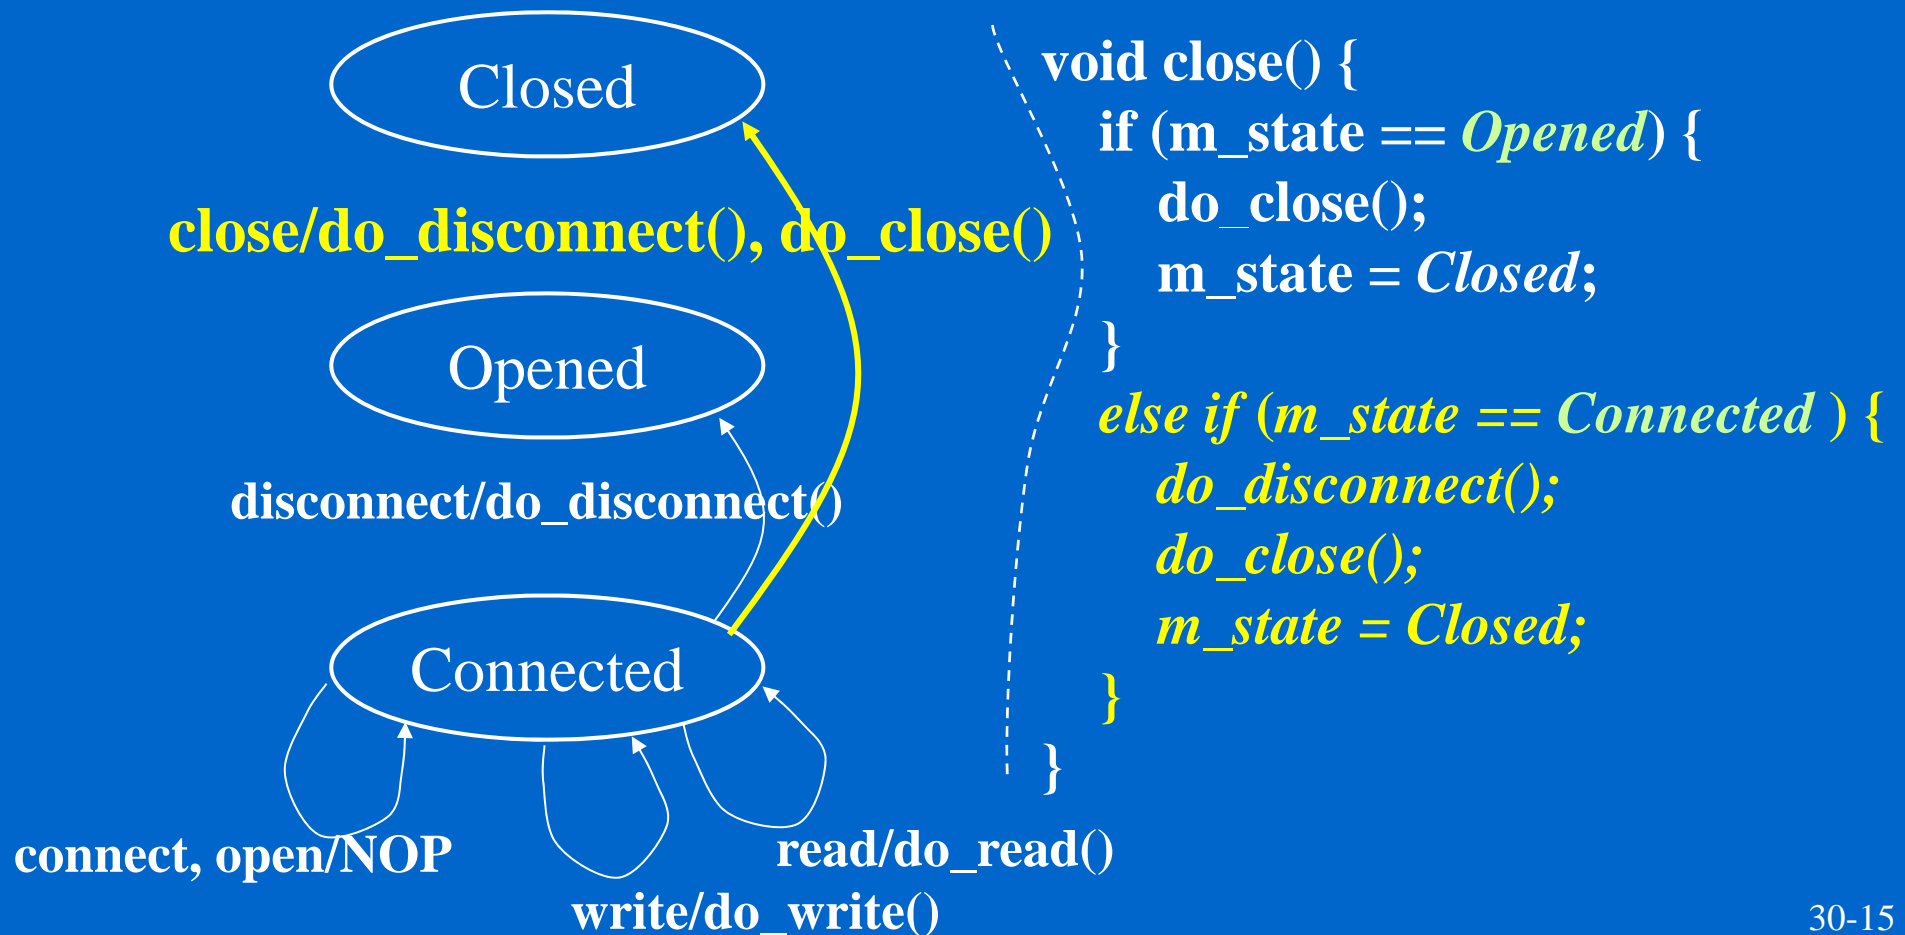 Closed
close/do_disconnect(), do_close()
Opened
disconnect/do_disconnect()
Connected
connect, open/NOP
read/do_read()
write/do_write()
void close() {
if (m_state == Opened) {
do_close();
m_state = Closed;
}
else if (m_state == Connected ) {
do_disconnect();
do_close();
m_state = Closed;
}
}
30-15